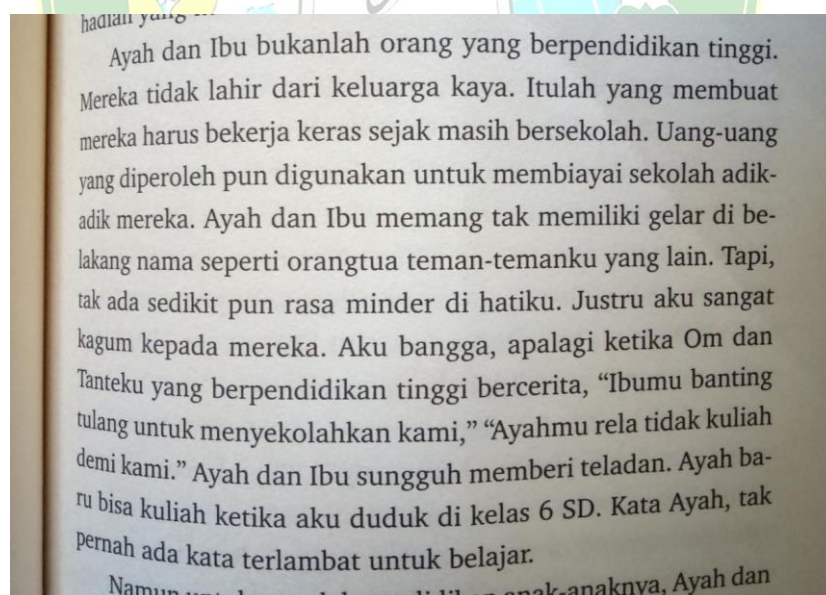 hadiah yang
Ayah dan Ibu bukanlah orang yang berpendidikan tinggi.
Mereka tidak lahir dari keluarga kaya. Itulah yang membuat
mereka harus bekerja keras sejak masih bersekolah. Uang-uang
yang diperoleh pun digunakan untuk membiayai sekolah adik-
adik mereka. Ayah dan Ibu memang tak memiliki gelar di be-
lakang nama seperti orangtua teman-temanku yang lain. Tapi,
tak ada sedikit pun rasa minder di hatiku. Justru aku sangat
kagum kepada mereka. Aku bangga, apalagi ketika Om dan
Tanteku yang berpendidikan tinggi bercerita, “Ibumu banting
tulang untuk menyekolahkan kami,” “Ayahmu rela tidak kuliah
demi kami.” Ayah dan Ibu sungguh memberi teladan. Ayah ba-
ru bisa kuliah ketika aku duduk di kelas 6 SD. Kata Ayah, tak
pernah ada kata terlambat untuk belajar.
Namun anak-anaknya, Ayah dan